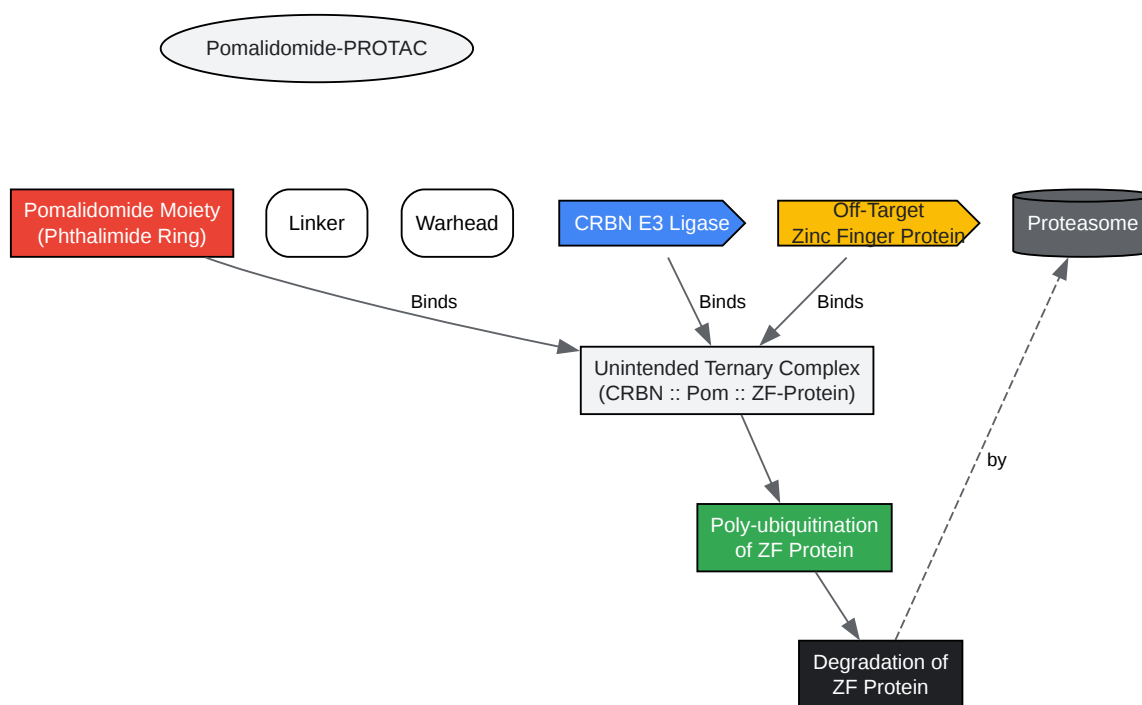 Pomalidomide-PROTAC
Pomalidomide Moiety
(Phthalimide Ring)
Linker
Warhead
CRBN E3 Ligase
Off-Target
Zinc Finger Protein
Proteasome
Binds
Binds
Binds
Unintended Ternary Complex
(CRBN :: Pom :: ZF-Protein)
by
Poly-ubiquitination
of ZF Protein
Degradation of
ZF Protein